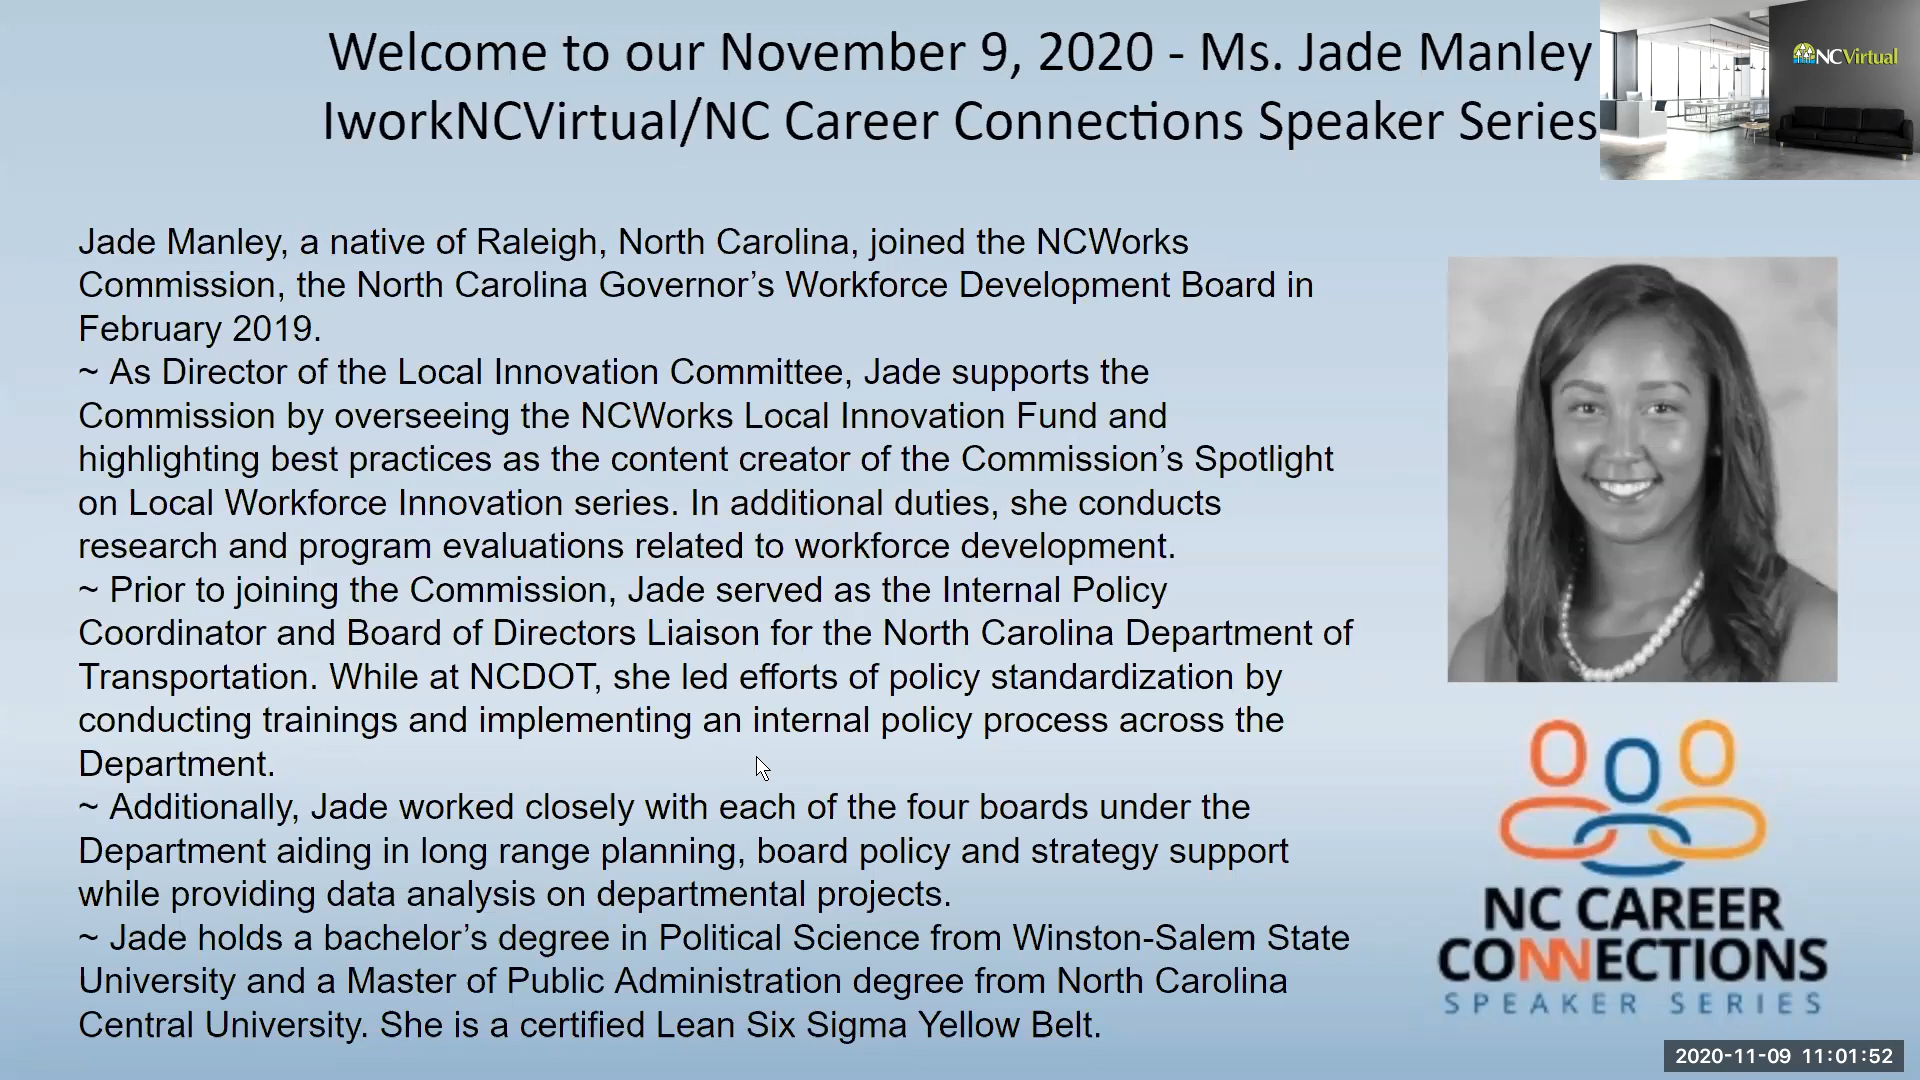 Welcome to our November 9, 2020 - Ms. Jade Manley
IworkNCVirtual/NC Career Connections Speaker Series
NCVirtual
Jade Manley, a native of Raleigh, North Carolina, joined the NCWorks
Commission, the North Carolina Governor’s Workforce Development Board in
February 2019.
~ As Director of the Local Innovation Committee, Jade supports the
Commission by overseeing the NCWorks Local Innovation Fund and
highlighting best practices as the content creator of the Commission’s Spotlight
on Local Workforce Innovation series. In additional duties, she conducts
research and program evaluations related to workforce development.
~ Prior to joining the Commission, Jade served as the Internal Policy
Coordinator and Board of Directors Liaison for the North Carolina Department of
Transportation. While at NCDOT, she led efforts of policy standardization by
conducting trainings and implementing an internal policy process across the
Department.
~ Additionally, Jade worked closely with each of the four boards under the
Department aiding in long range planning, board policy and strategy support
while providing data analysis on departmental projects.
~ Jade holds a bachelor’s degree in Political Science from Winston-Salem State
University and a Master of Public Administration degree from North Carolina
Central University. She is a certified Lean Six Sigma Yellow Belt.
NC CAREER
CONNECTIONS
SPEAKER SERIES
2020-11-09 11:01:52